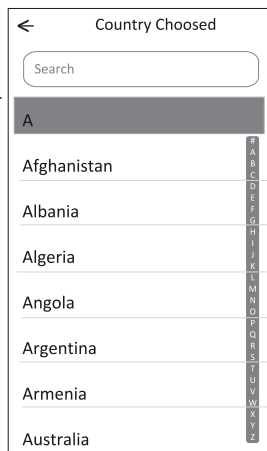 ← Country Choosed
Search
A
Afghanistan
Albania
Algeria
Angola
Argentina
Armenia
Australia
#
A
B
C
D
E
F
G
H
I
J
K
L
M
N
O
P
Q
R
S
T
U
V
W
X
Y
Z